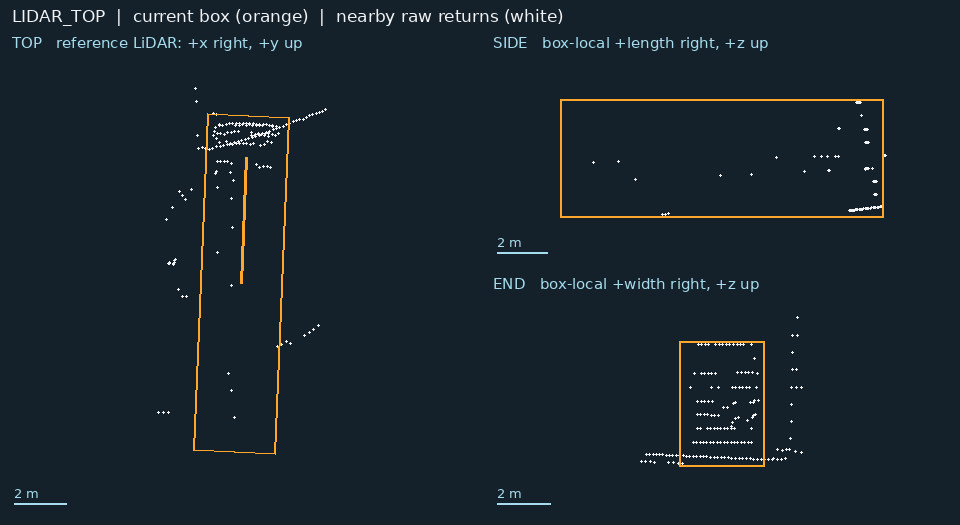 LIDAR_TOP | current box (orange) | nearby raw returns (white)
TOP reference LiDAR: +x right, +y up
SIDE box-local +length right, +z up
2 m
END box-local +width right, +z up
2 m
2 m